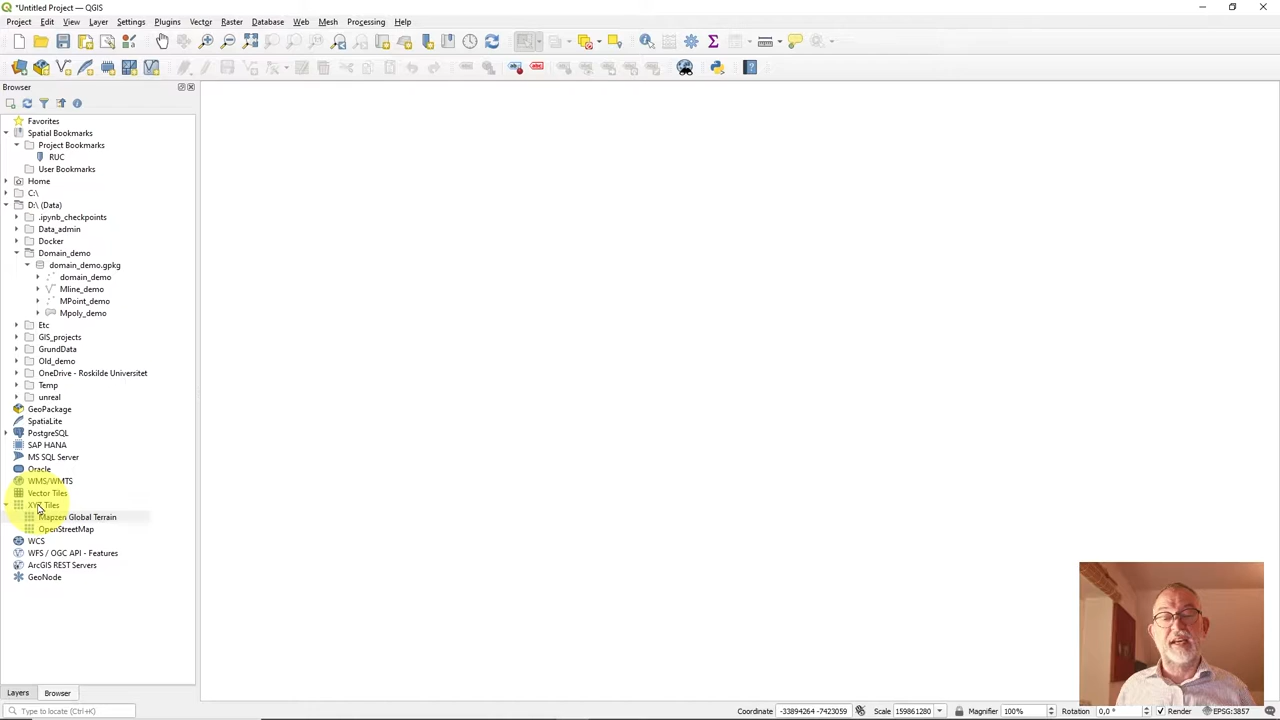 *Untitled Project — QGIS
Project Edit View Layer Settings Plugins Vector Raster Database Web Mesh Processing Help
Browser
Favorites
Spatial Bookmarks
Project Bookmarks
RUC
User Bookmarks
Home
C:\
D:\ (Data)
.ipynb_checkpoints
Data_admin
Docker
Domain_demo
domain_demo.gpkg
domain_demo
Mline_demo
MPoint_demo
Mpoly_demo
Etc
GIS_projects
GrundData
Old_demo
OneDrive - Roskilde Universitet
Temp
unreal
GeoPackage
SpatiaLite
PostgreSQL
SAP HANA
MS SQL Server
Oracle
WMS/WMTS
Vector Tiles
XYZ Tiles
Mapzen Global Terrain
OpenStreetMap
WCS
WFS / OGC API - Features
ArcGIS REST Servers
GeoNode
Layers Browser
Type to locate (Ctrl+K) Coordinate -33894264 -7423059 Scale 159861280 Magnifier 100% Rotation 0,0 ° Render EPSG:3857